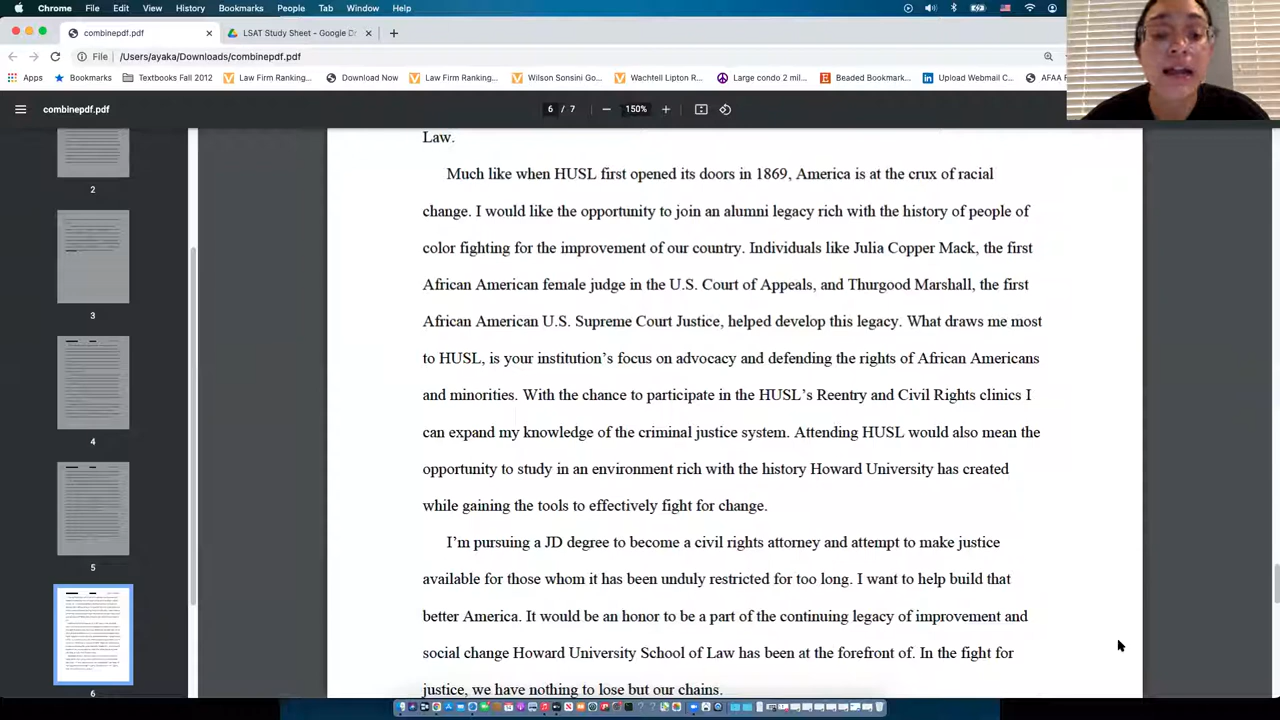 Chrome File Edit View History Bookmarks People Tab Window Help
combinepdf.pdf
LSAT Study Sheet - Google Dr
File /Users/ayaka/Downloads/combinepdf.pdf
Apps Bookmarks Textbooks Fall 2012 Law Firm Ranking... Download Now Law Firm Ranking... Working at Wachtell Lipton R... Large condo 2 mil... Beaded Bookmark... Upload Webmail C... AFAA
combinepdf.pdf
6 / 7
150%
2
3
4
5
6
Law.
Much like when HUSL first opened its doors in 1869, America is at the crux of racial
change. I would like the opportunity to join an alumni legacy rich with the history of people of
color fighting for the improvement of our country. Individuals like Julia Copper Mack, the first
African American female judge in the U.S. Court of Appeals, and Thurgood Marshall, the first
African American U.S. Supreme Court Justice, helped develop this legacy. What draws me most
to HUSL, is your institution’s focus on advocacy and defending the rights of African Americans
and minorities. With the chance to participate in the HUSL’s Reentry and Civil Rights clinics I
can expand my knowledge of the criminal justice system. Attending HUSL would also mean the
opportunity to study in an environment rich with the history Howard University has created
while gaining the tools to effectively fight for change.
I’m pursuing a JD degree to become a civil rights attorney and attempt to make justice
available for those whom it has been unduly restricted for too long. I want to help build that
better America. It would be an honor to be a part of the continuing legacy of improvement and
social change Howard University School of Law has been at the forefront of. In the fight for
justice, we have nothing to lose but our chains.